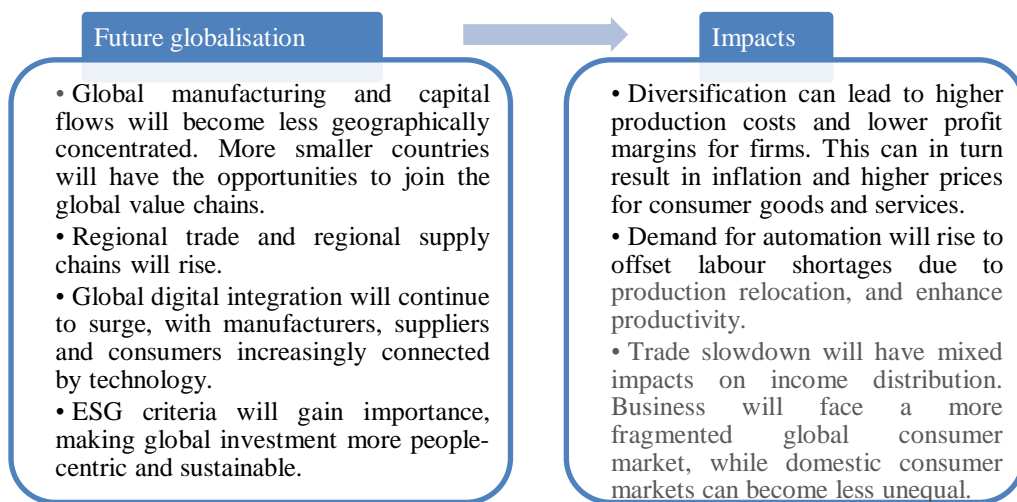 Future globalisation
• Global manufacturing and capital
flows will become less geographically
concentrated. More smaller countries
will have the opportunities to join the
global value chains.
• Regional trade and regional supply
chains will rise.
• Global digital integration will continue
to surge, with manufacturers, suppliers
and consumers increasingly connected
by technology.
• ESG criteria will gain importance,
making global investment more people-
centric and sustainable.
Impacts
• Diversification can lead to higher
production costs and lower profit
margins for firms. This can in turn
result in inflation and higher prices
for consumer goods and services.
• Demand for automation will rise to
offset labour shortages due to
production relocation, and enhance
productivity.
• Trade slowdown will have mixed
impacts on income distribution.
Business will face a more
fragmented global consumer
market, while domestic consumer
markets can become less unequal.